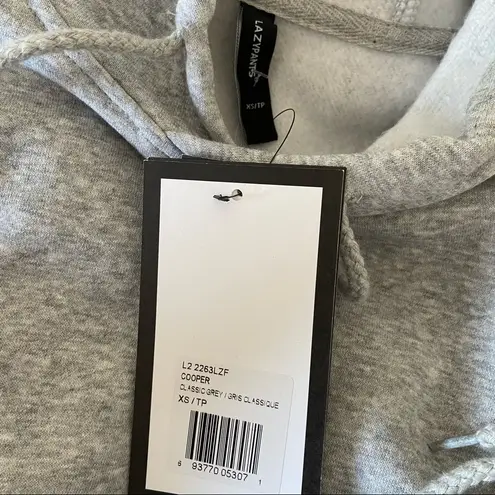 LAZYPANTS
XS/TP
L2 2263LZF
COOPER
CLASSIC GREY / GRIS CLASSIQUE
XS / TP
6 93770 05307 1